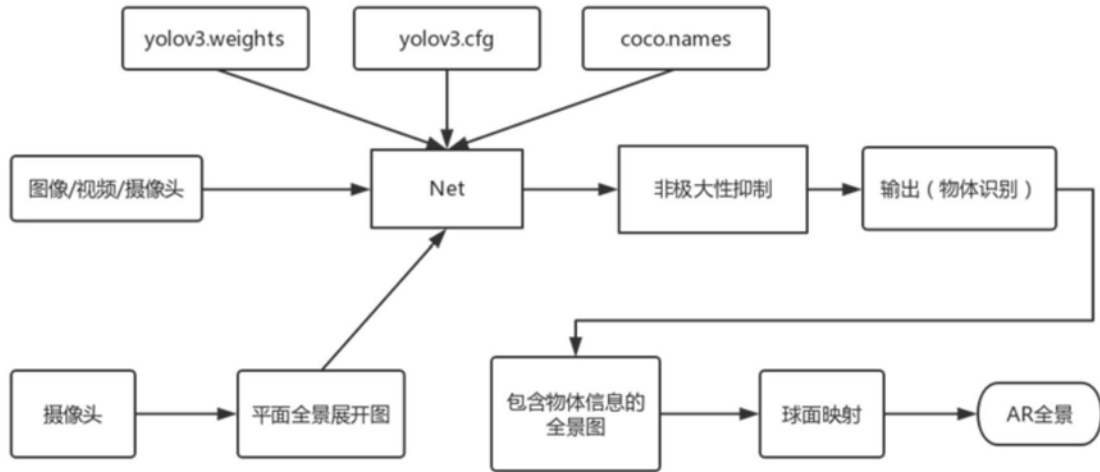 yolov3.weights
yolov3.cfg
coco.names
图像/视频/摄像头
Net
非极大性抑制
输出（物体识别）
摄像头
平面全景展开图
包含物体信息的
全景图
球面映射
AR全景